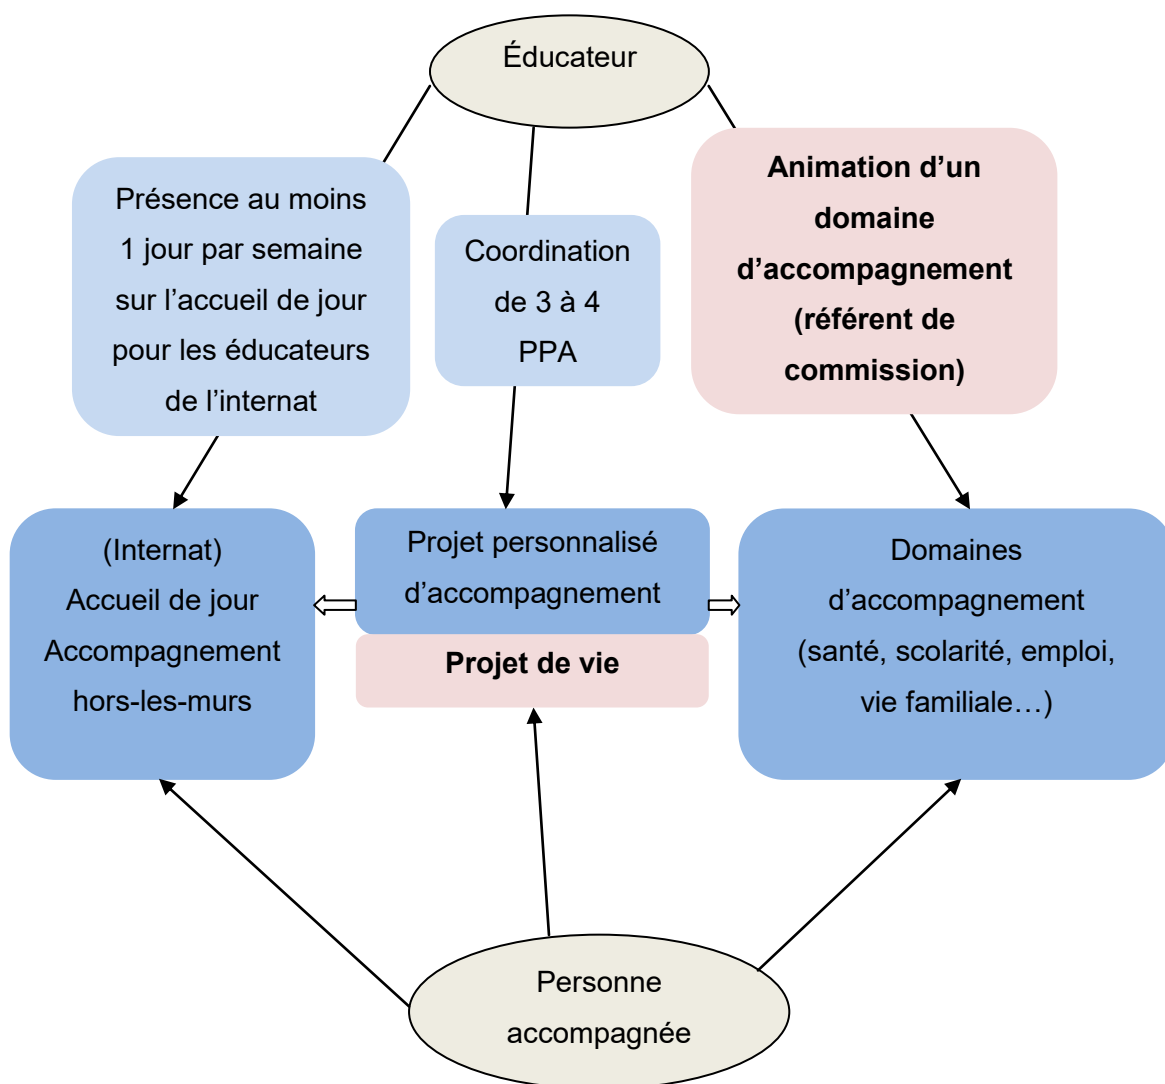 Éducateur
Présence au moins
1 jour par semaine
sur l’accueil de jour
pour les éducateurs
de l’internat
Coordination
de 3 à 4
PPA
Animation d’un
domaine
d’accompagnement
(référent de
commission)
(Internat)
Accueil de jour
Accompagnement
hors-les-murs
Projet personnalisé
d’accompagnement
Projet de vie
Domaines
d’accompagnement
(santé, scolarité, emploi,
vie familiale…)
Personne
accompagnée